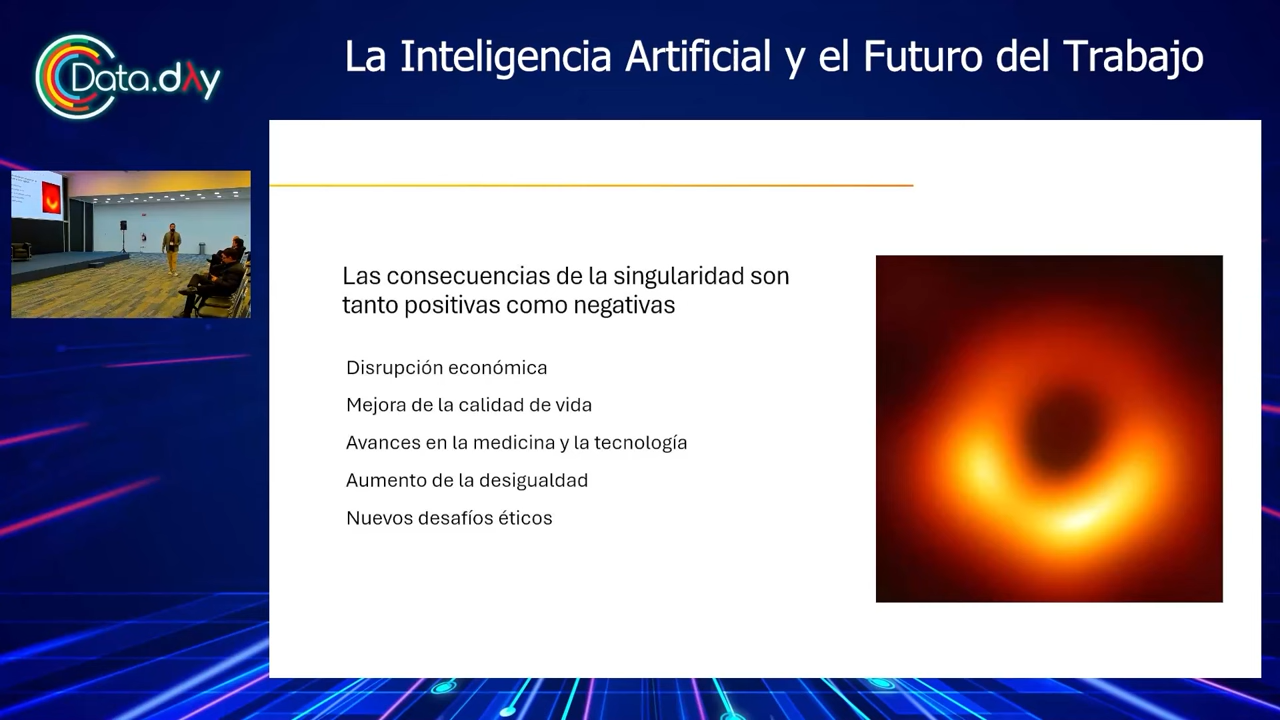 Data.dλy
La Inteligencia Artificial y el Futuro del Trabajo
Las consecuencias de la singularidad son
tanto positivas como negativas
Disrupción económica
Mejora de la calidad de vida
Avances en la medicina y la tecnología
Aumento de la desigualdad
Nuevos desafíos éticos